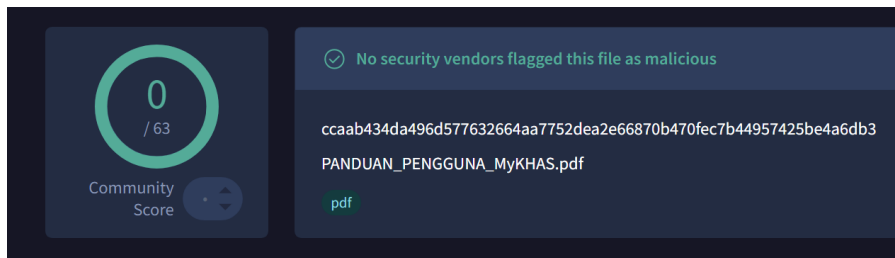 0
/ 63
Community
Score
No security vendors flagged this file as malicious
ccaab434da496d577632664aa7752dea2e66870b470fec7b44957425be4a6db3
PANDUAN_PENGGUNA_MyKHAS.pdf
pdf